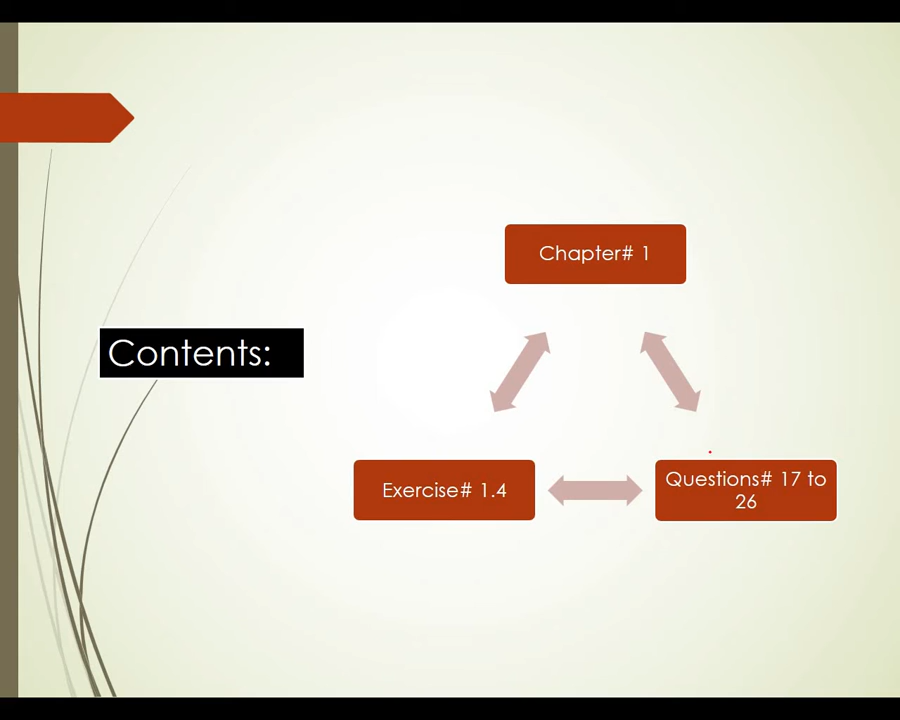 Chapter# 1
Contents:
Exercise# 1.4
Questions# 17 to
26